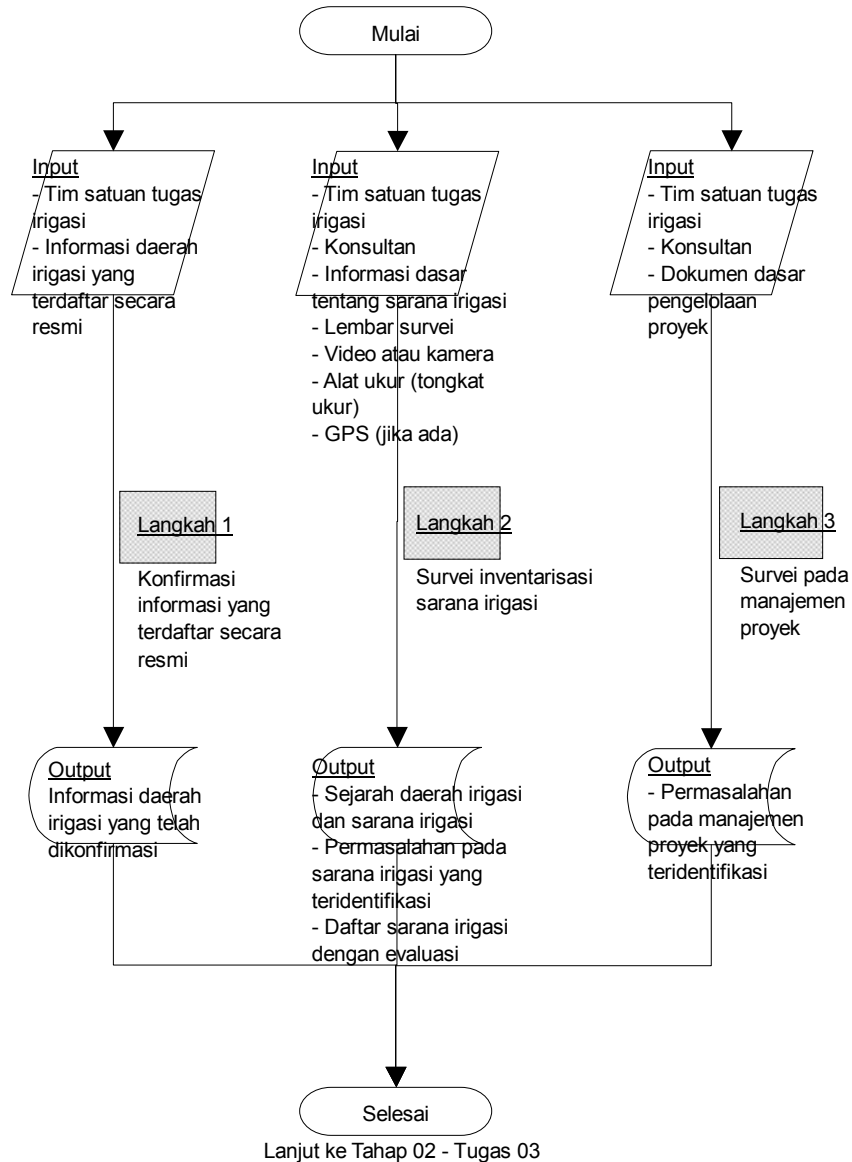 Mulai
Input
- Tim satuan tugas
irigasi
- Informasi daerah
irigasi yang
terdaftar secara
resmi
Input
- Tim satuan tugas
irigasi
- Konsultan
- Informasi dasar
tentang sarana irigasi
- Lembar survei
- Video atau kamera
- Alat ukur (tongkat
ukur)
- GPS (jika ada)
Input
- Tim satuan tugas
irigasi
- Konsultan
- Dokumen dasar
pengelolaan
proyek
Langkah 1
Konfirmasi
informasi yang
terdaftar secara
resmi
Langkah 2
Survei inventarisasi
sarana irigasi
Langkah 3
Survei pada
manajemen
proyek
Output
Informasi daerah
irigasi yang telah
dikonfirmasi
Output
- Sejarah daerah irigasi
dan sarana irigasi
- Permasalahan pada
sarana irigasi yang
teridentifikasi
- Daftar sarana irigasi
dengan evaluasi
Output
- Permasalahan
pada manajemen
proyek yang
teridentifikasi
Selesai
Lanjut ke Tahap 02 - Tugas 03